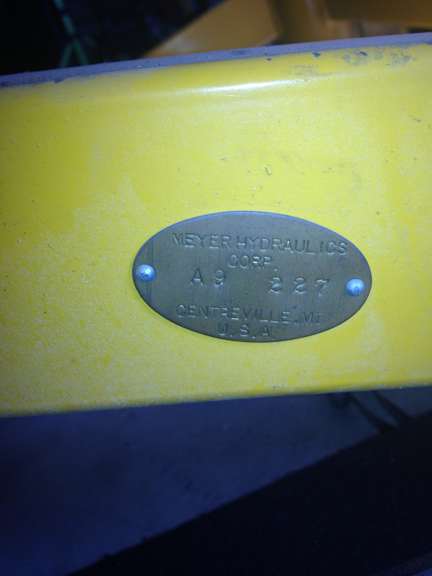 MEYER HYDRAULICS
CORP.
A9 227
CENTREVILLE, MI
U.S.A